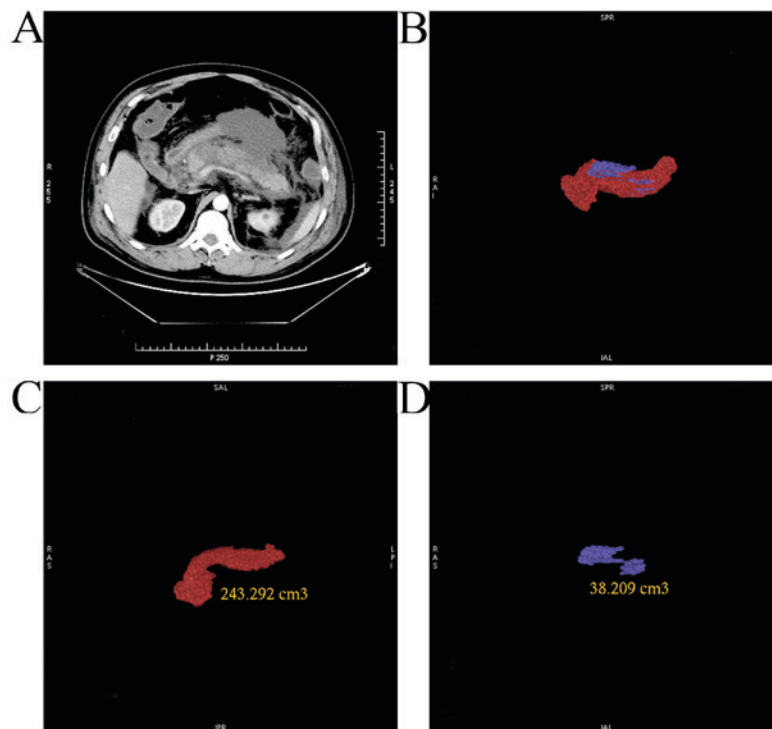 A
R
255
L
245
P 250
B
SPR
RAI
IAL
C
SAL
RAS
LPI
243.292 cm3
IPR
D
SPR
RAS
38.209 cm3
IAL